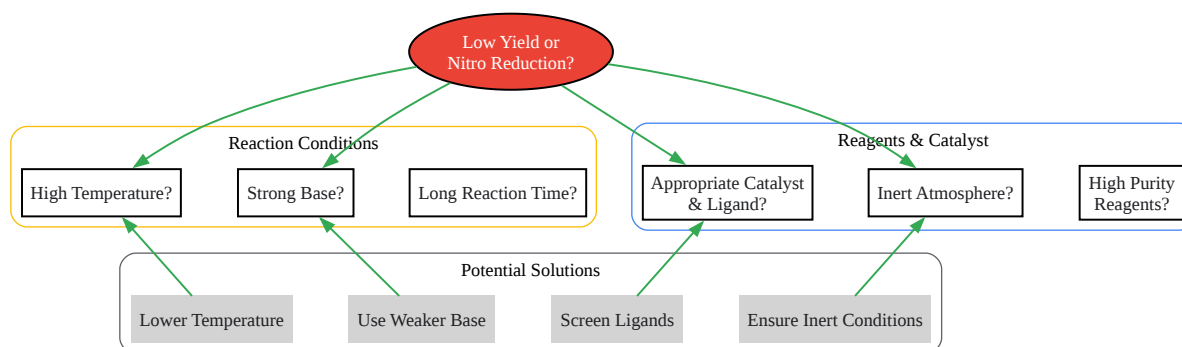 Low Yield or
Nitro Reduction?
Reaction Conditions
Reagents & Catalyst
High Temperature?
Strong Base?
Long Reaction Time?
Appropriate Catalyst
& Ligand?
Inert Atmosphere?
High Purity
Reagents?
Potential Solutions
Lower Temperature
Use Weaker Base
Screen Ligands
Ensure Inert Conditions